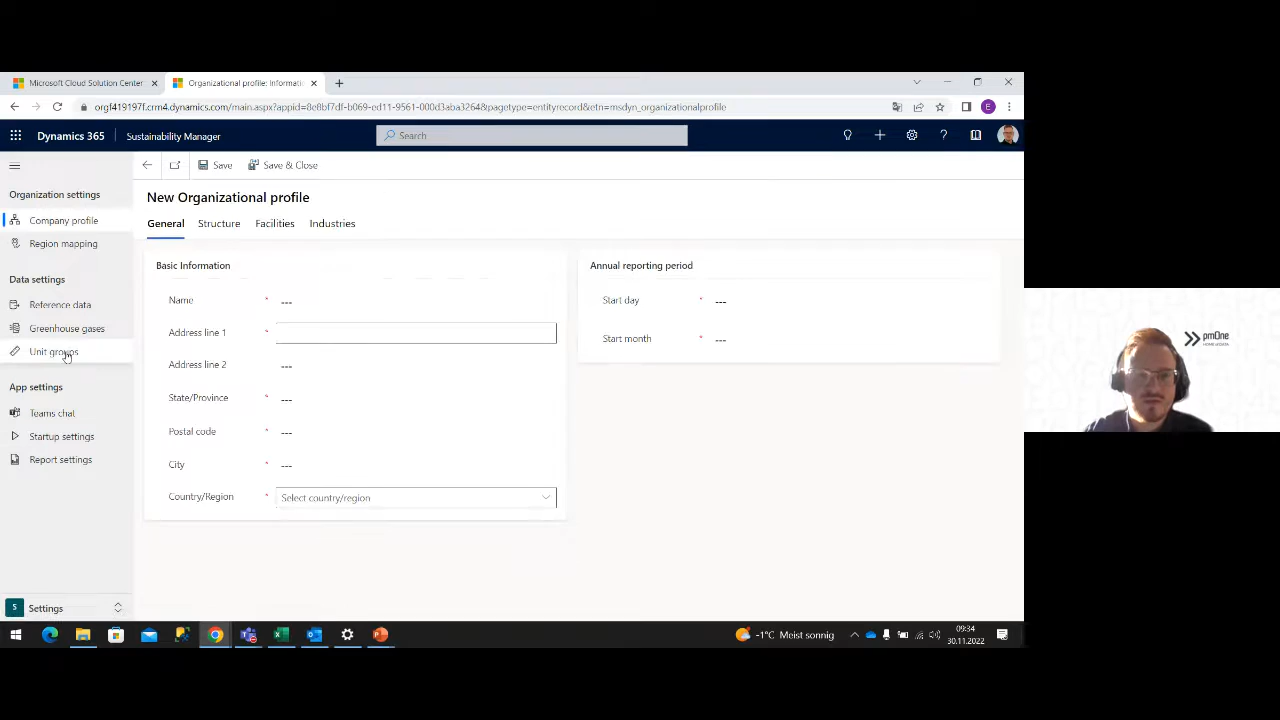 Microsoft Cloud Solution Center
Organizational profile: Informati
orgf419197f.crm4.dynamics.com/main.aspx?appid=8e8bf7df-b069-ed11-9561-000d3aba3264&pagetype=entityrecord&etn=msdyn_organizationalprofile
E
Dynamics 365
Sustainability Manager
Search
Save
Save & Close
Organization settings
Company profile
Region mapping
Data settings
Reference data
Greenhouse gases
Unit groups
App settings
Teams chat
Startup settings
Report settings
S Settings
New Organizational profile
General Structure Facilities Industries
Basic Information
Name * ---
Address line 1 *
Address line 2 ---
State/Province * ---
Postal code * ---
City * ---
Country/Region * Select country/region
Annual reporting period
Start day * ---
Start month * ---
pmOne
-1°C Meist sonnig
09:34
30.11.2022